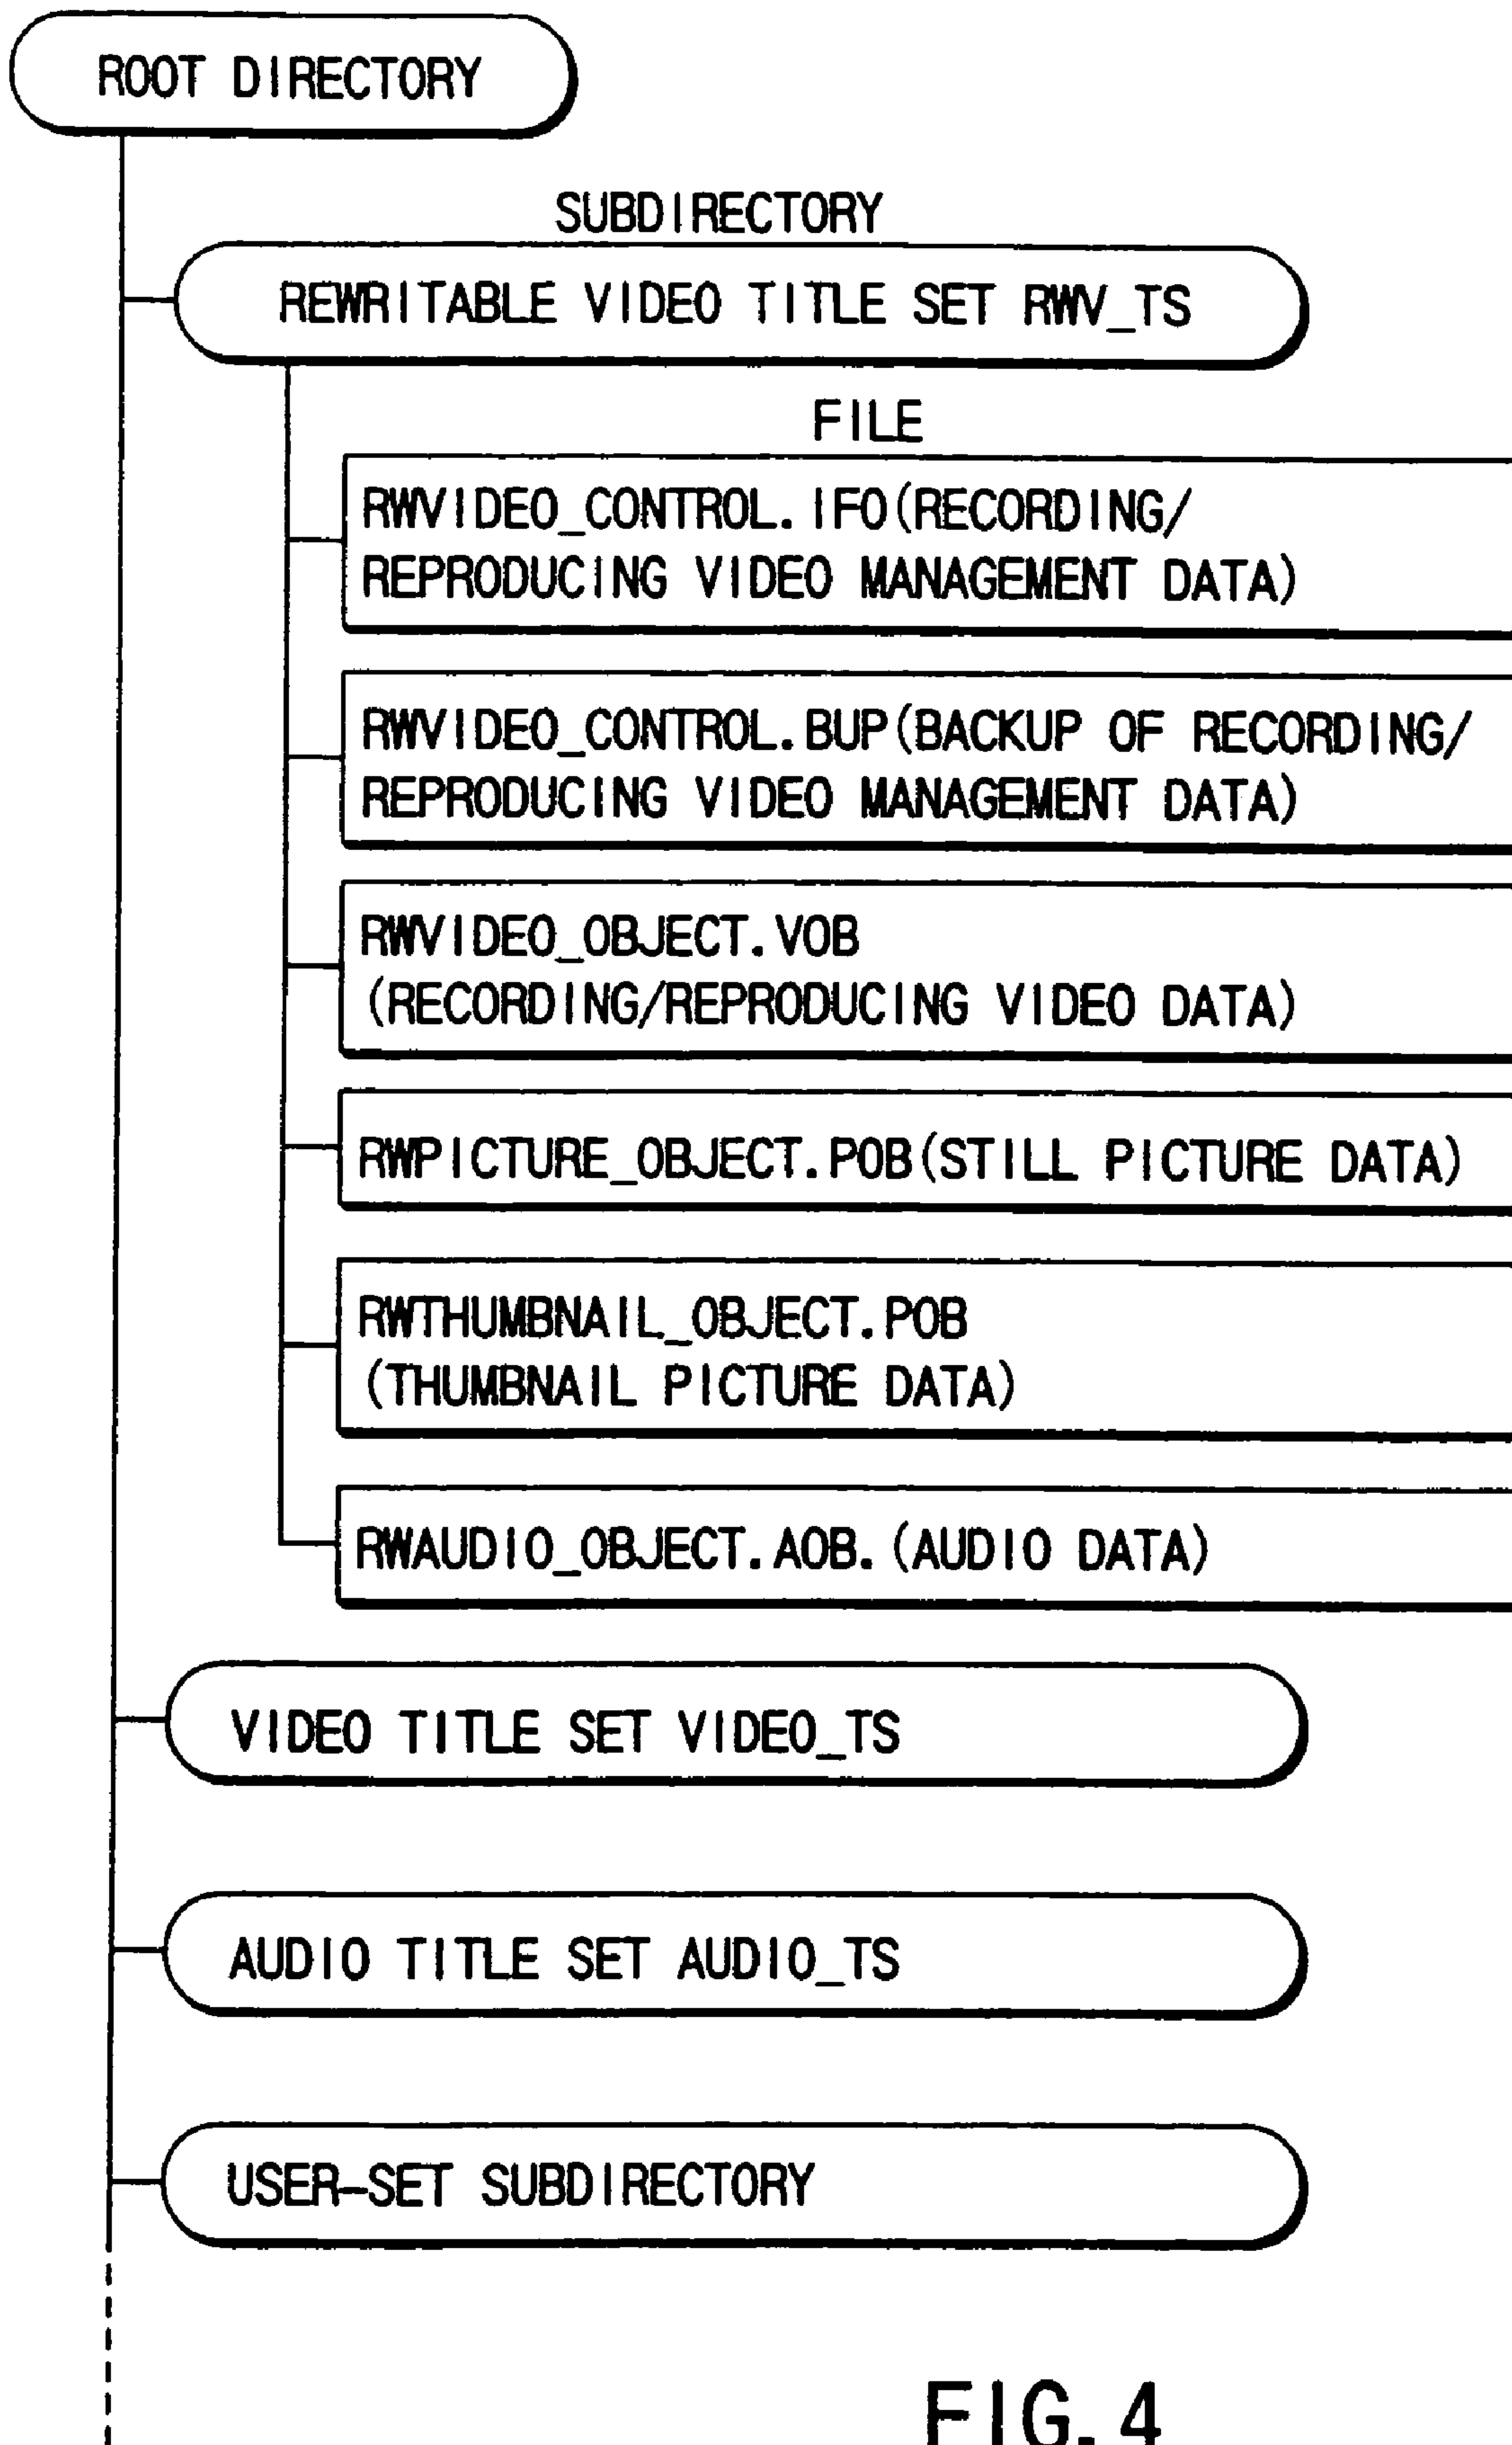 ROOT DIRECTORY
SUBDIRECTORY
REWRITABLE VIDEO TITLE SET RWV_TS
FILE
RWVIDEO_CONTROL.IFO(RECORDING/
REPRODUCING VIDEO MANAGEMENT DATA)
RWVIDEO_CONTROL.BUP(BACKUP OF RECORDING/
REPRODUCING VIDEO MANAGEMENT DATA)
RWVIDEO_OBJECT.VOB
(RECORDING/REPRODUCING VIDEO DATA)
RWPICTURE_OBJECT.POB(STILL PICTURE DATA)
RWTHUMBNAIL_OBJECT.POB
(THUMBNAIL PICTURE DATA)
RWAUDIO_OBJECT.AOB.(AUDIO DATA)
VIDEO TITLE SET VIDEO_TS
AUDIO TITLE SET AUDIO_TS
USER-SET SUBDIRECTORY
FIG.4